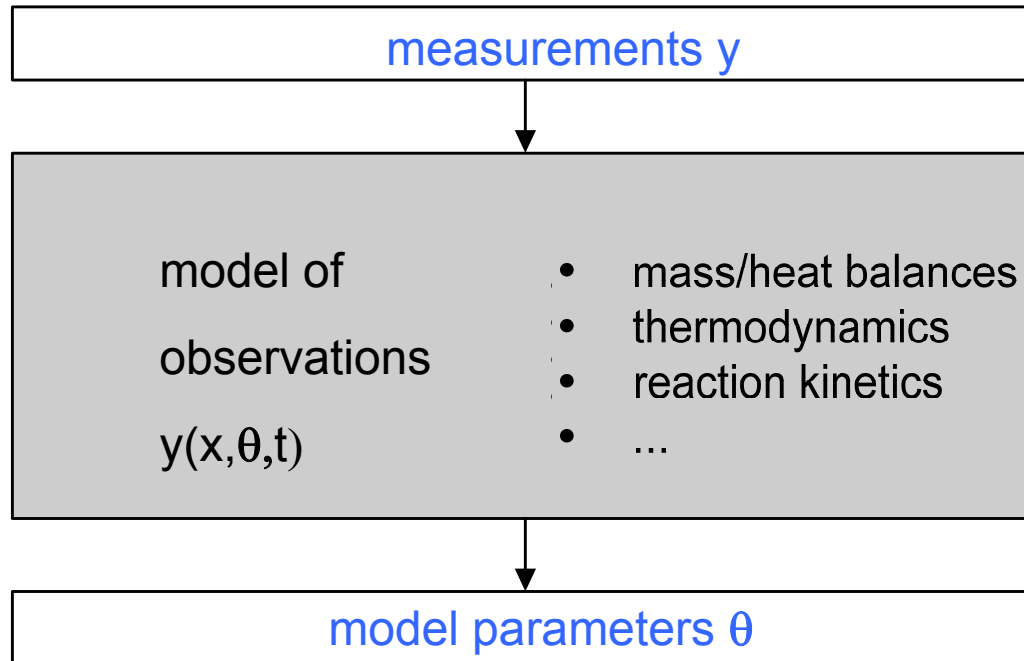 measurements y
model of
observations
y(x,θ,t)
• mass/heat balances
• thermodynamics
• reaction kinetics
• ...
model parameters θ